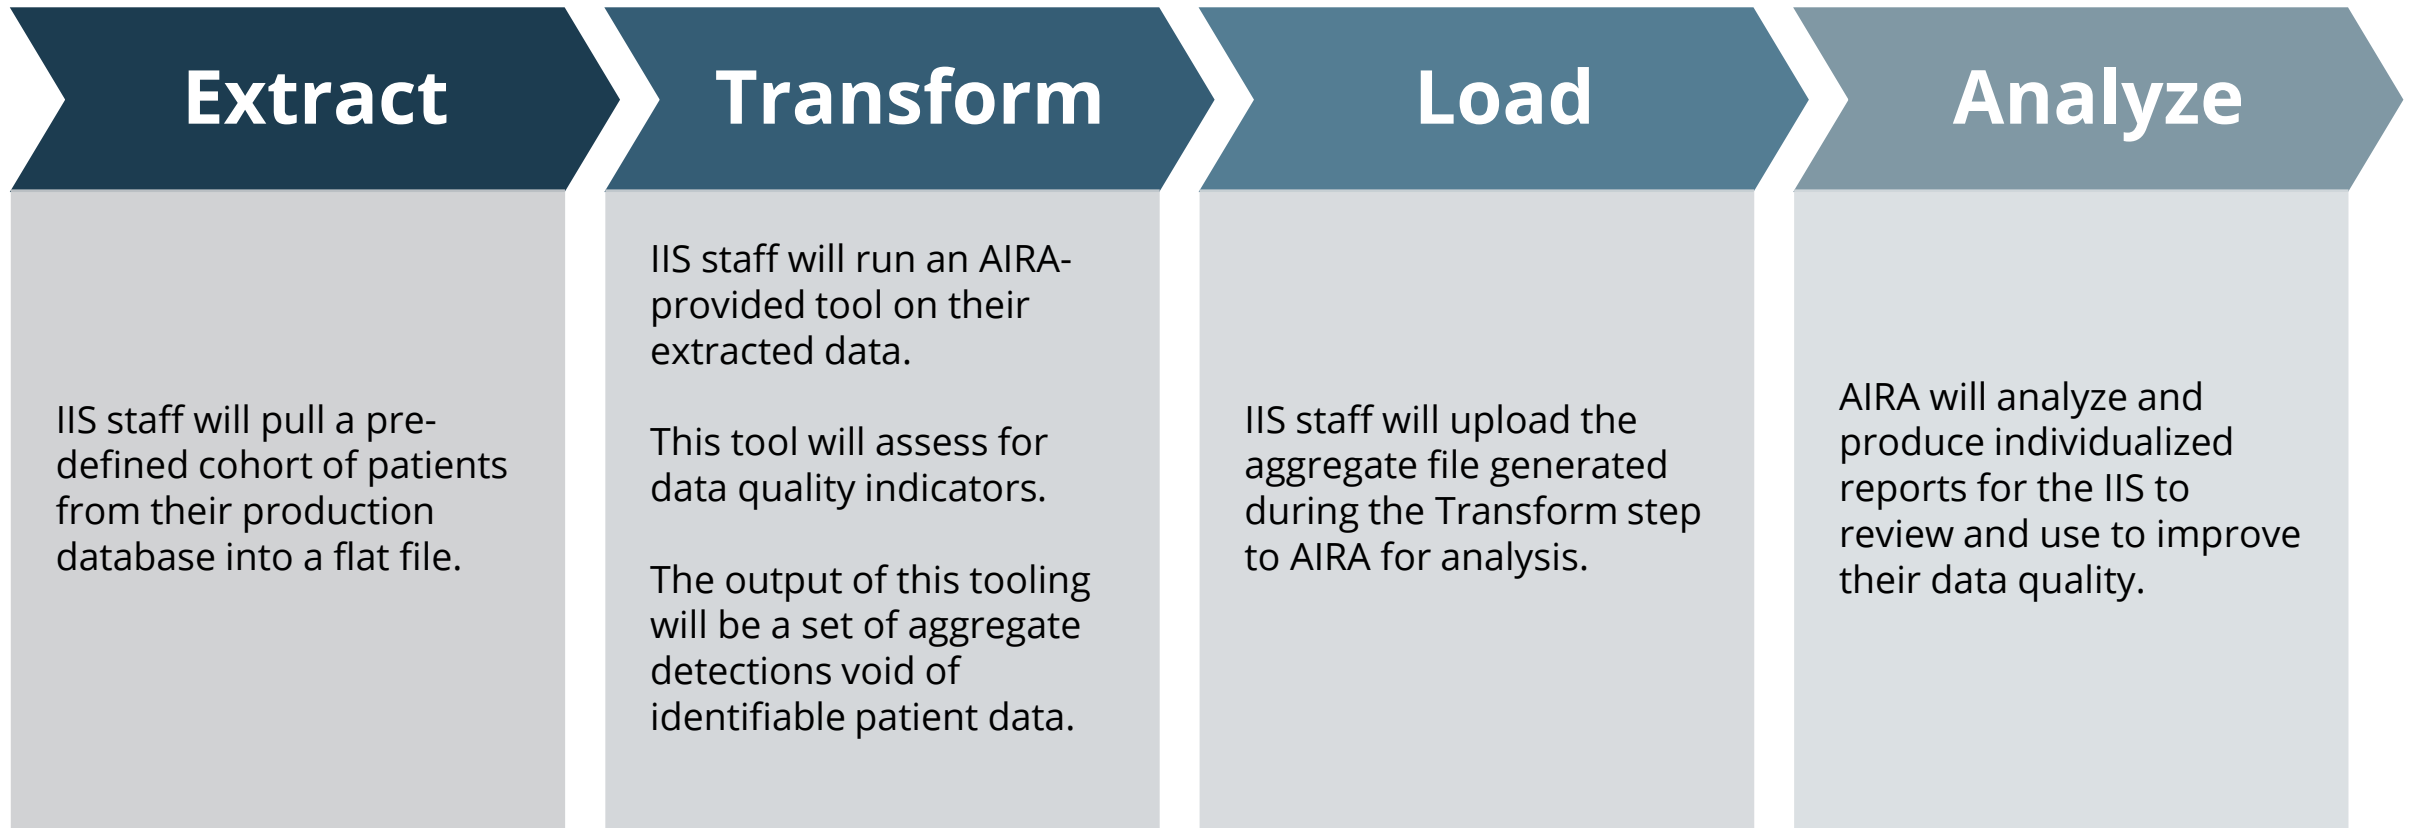 Extract
IIS staff will pull a pre-
defined cohort of patients
from their production
database into a flat file.
Transform
IIS staff will run an AIRA-
provided tool on their
extracted data.
This tool will assess for
data quality indicators.
The output of this tooling
will be a set of aggregate
detections void of
identifiable patient data.
Load
IIS staff will upload the
aggregate file generated
during the Transform step
to AIRA for analysis.
Analyze
AIRA will analyze and
produce individualized
reports for the IIS to
review and use to improve
their data quality.